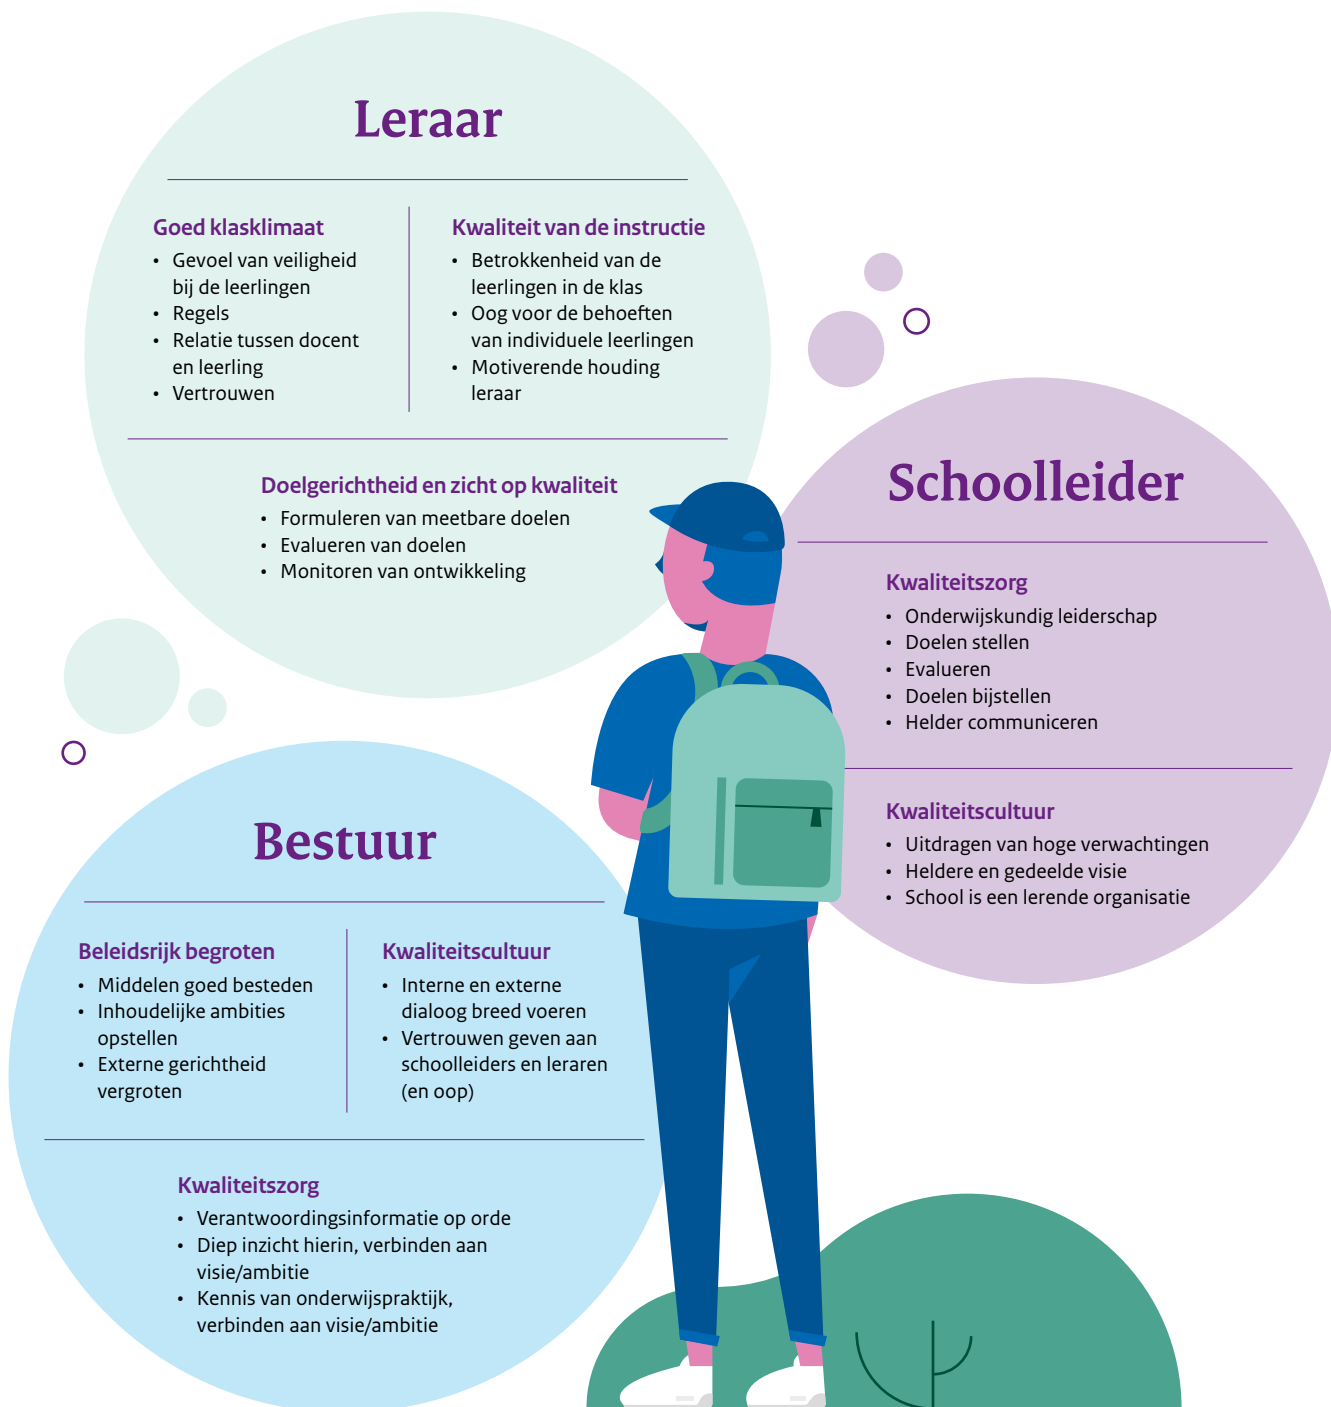 Leraar
Goed klasklimaat
• Gevoel van veiligheid
bij de leerlingen
• Regels
• Relatie tussen docent
en leerling
• Vertrouwen
Kwaliteit van de instructie
• Betrokkenheid van de
leerlingen in de klas
• Oog voor de behoeften
van individuele leerlingen
• Motiverende houding
leraar
Doelgerichtheid en zicht op kwaliteit
• Formuleren van meetbare doelen
• Evalueren van doelen
• Monitoren van ontwikkeling
Schoolleider
Kwaliteitszorg
• Onderwijskundig leiderschap
• Doelen stellen
• Evalueren
• Doelen bijstellen
• Helder communiceren
Kwaliteitscultuur
• Uitdragen van hoge verwachtingen
• Heldere en gedeelde visie
• School is een lerende organisatie
Bestuur
Beleidsrijk begroten
• Middelen goed besteden
• Inhoudelijke ambities
opstellen
• Externe gerichtheid
vergroten
Kwaliteitscultuur
• Interne en externe
dialoog breed voeren
• Vertrouwen geven aan
schoolleiders en leraren
(en oop)
Kwaliteitszorg
• Verantwoordingsinformatie op orde
• Diep inzicht hierin, verbinden aan
visie/ambitie
• Kennis van onderwijspraktijk,
verbinden aan visie/ambitie